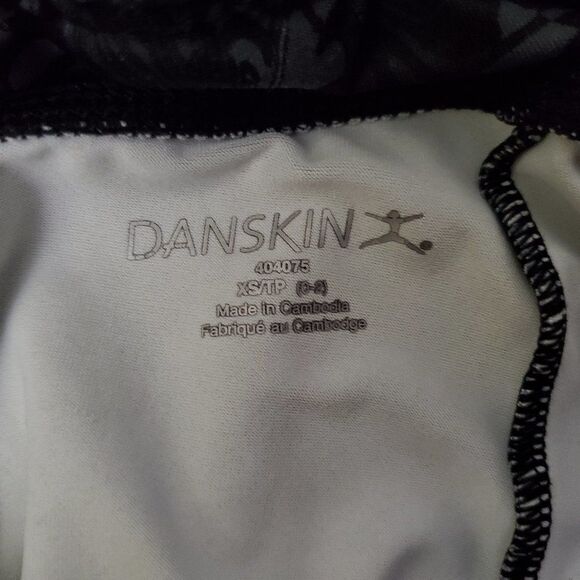 DANSKIN
404075
XS/TP (0-2)
Made in Cambodia
Fabriqué au Cambodge